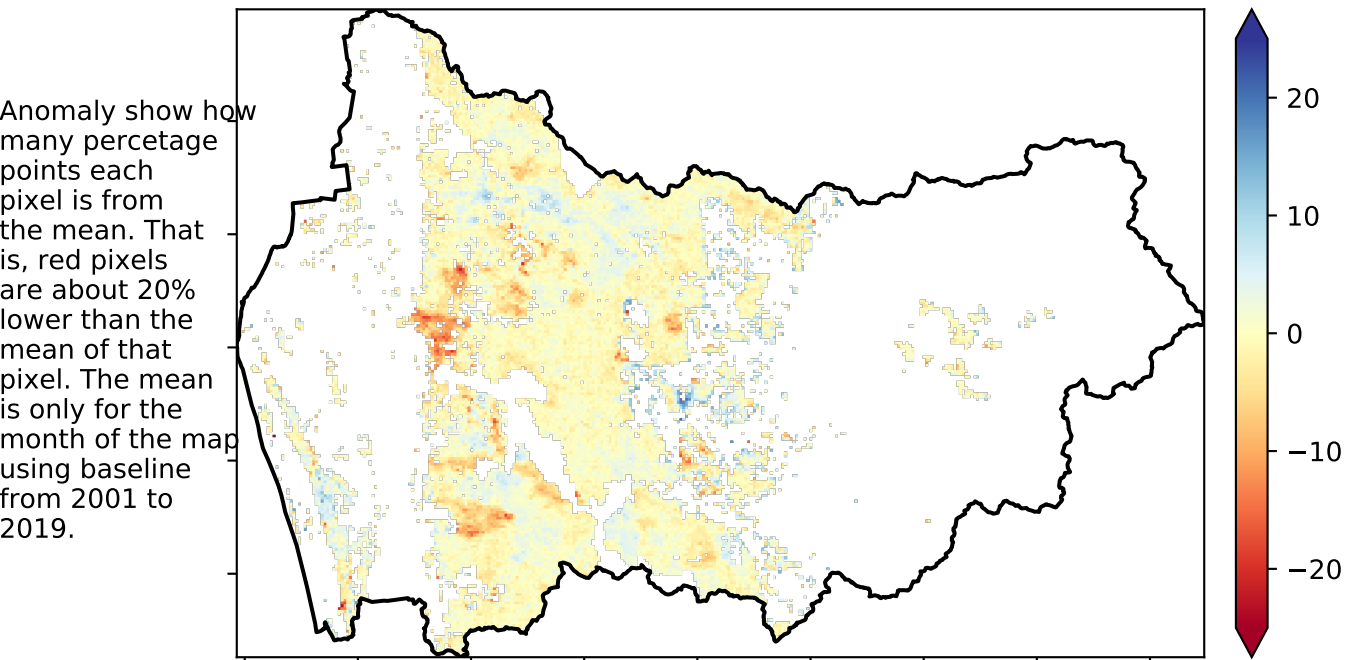 Anomaly show how
many percetage
points each
pixel is from
the mean. That
is, red pixels
are about 20%
lower than the
mean of that
pixel. The mean
is only for the
month of the map
using baseline
from 2001 to
2019.
20
10
0
−10
−20